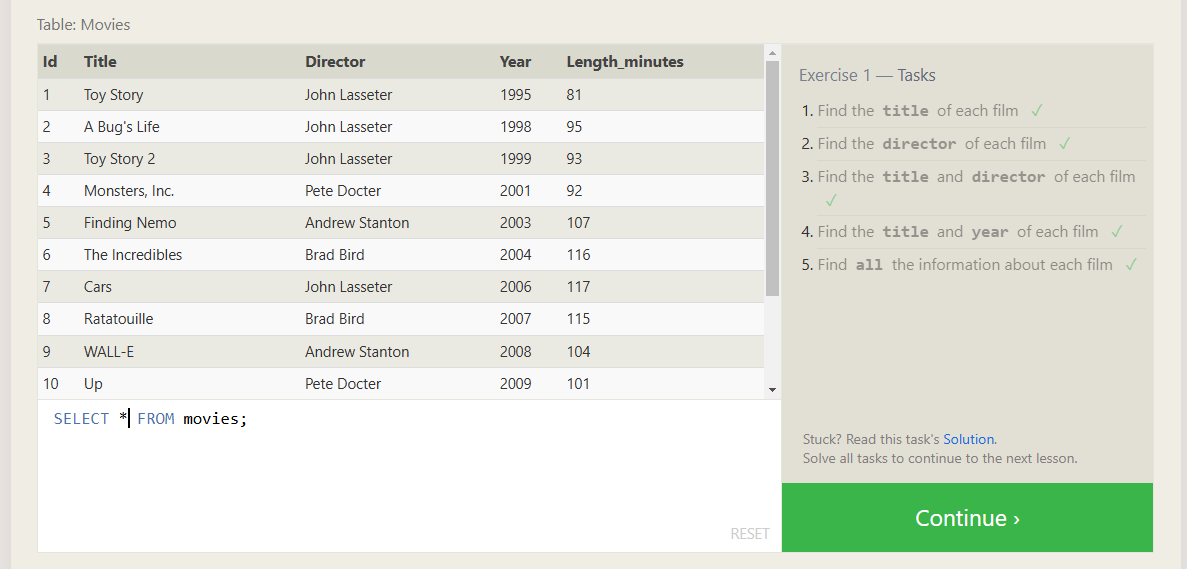 Table: Movies
Id Title Director Year Length_minutes
1 Toy Story John Lasseter 1995 81
2 A Bug's Life John Lasseter 1998 95
3 Toy Story 2 John Lasseter 1999 93
4 Monsters, Inc. Pete Docter 2001 92
5 Finding Nemo Andrew Stanton 2003 107
6 The Incredibles Brad Bird 2004 116
7 Cars John Lasseter 2006 117
8 Ratatouille Brad Bird 2007 115
9 WALL-E Andrew Stanton 2008 104
10 Up Pete Docter 2009 101
SELECT * FROM movies;
RESET
Exercise 1 — Tasks
1. Find the title of each film ✓
2. Find the director of each film ✓
3. Find the title and director of each film
✓
4. Find the title and year of each film ✓
5. Find all the information about each film ✓
Stuck? Read this task's Solution.
Solve all tasks to continue to the next lesson.
Continue ›